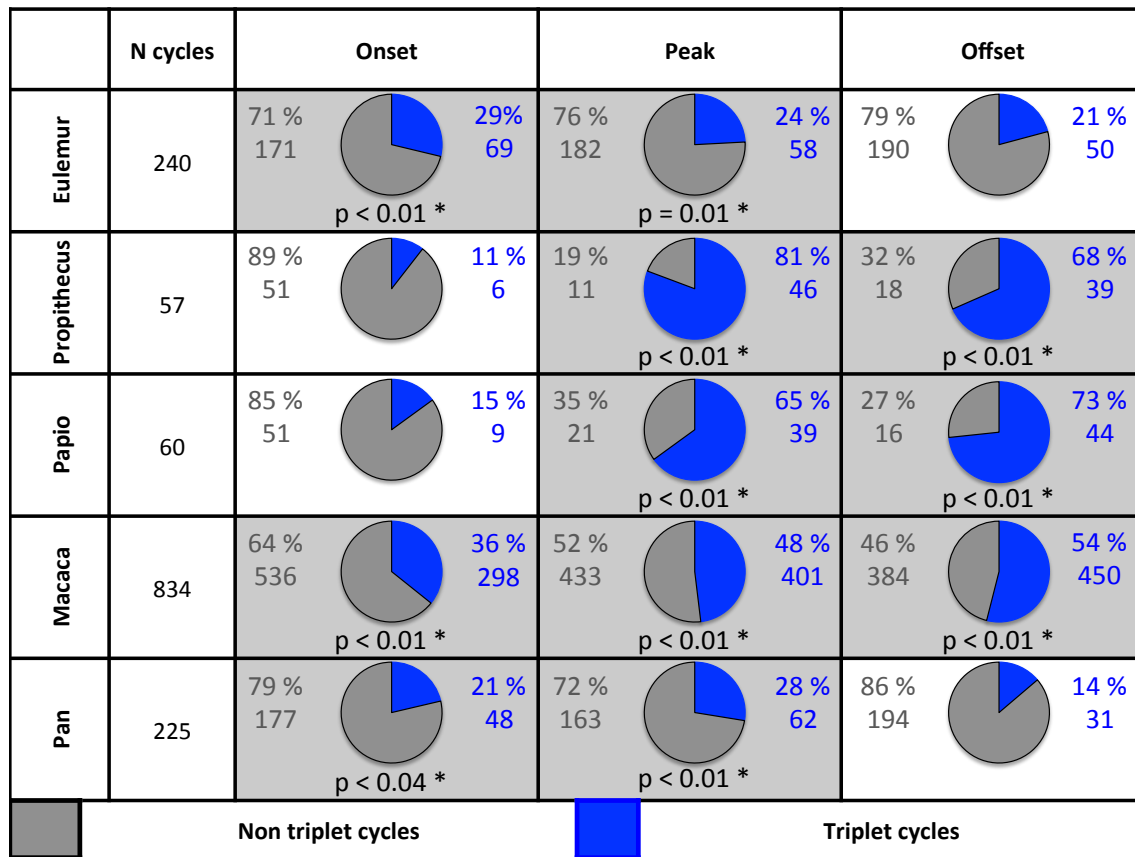 N cycles Onset Peak Offset
Eulemur 240 71 % 29% 76 % 24 % 79 % 21 %
171 69 182 58 190 50
p < 0.01 * p = 0.01 *
Propithecus 57 89 % 11 % 19 % 81 % 32 % 68 %
51 6 11 46 18 39
p < 0.01 * p < 0.01 *
Papio 60 85 % 15 % 35 % 65 % 27 % 73 %
51 9 21 39 16 44
p < 0.01 * p < 0.01 *
Macaca 834 64 % 36 % 52 % 48 % 46 % 54 %
536 298 433 401 384 450
p < 0.01 * p < 0.01 * p < 0.01 *
Pan 225 79 % 21 % 72 % 28 % 86 % 14 %
177 48 163 62 194 31
p < 0.04 * p < 0.01 *
Non triplet cycles Triplet cycles